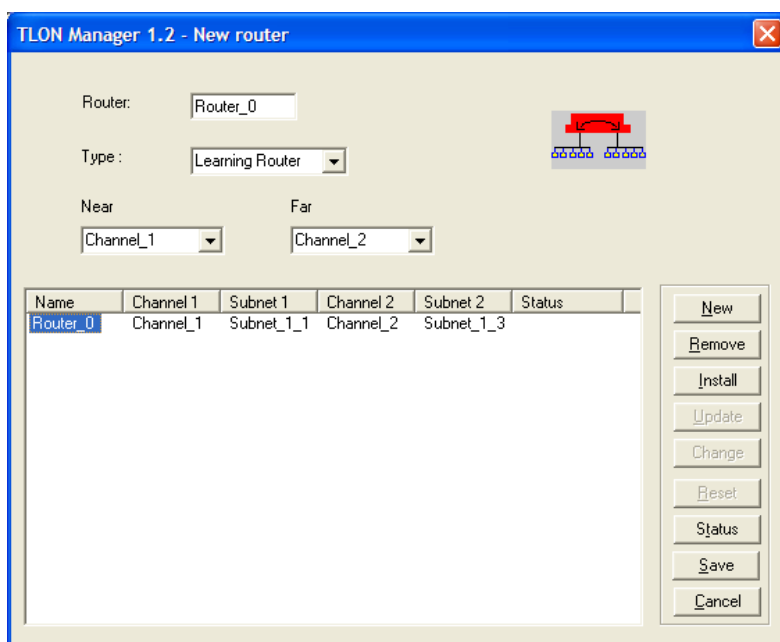 TLON Manager 1.2 - New router
Router: Router_0
Type : Learning Router
Near Far
Channel_1 Channel_2
Name Channel 1 Subnet 1 Channel 2 Subnet 2 Status
Router_0 Channel_1 Subnet_1_1 Channel_2 Subnet_1_3
New
Remove
Install
Update
Change
Reset
Status
Save
Cancel